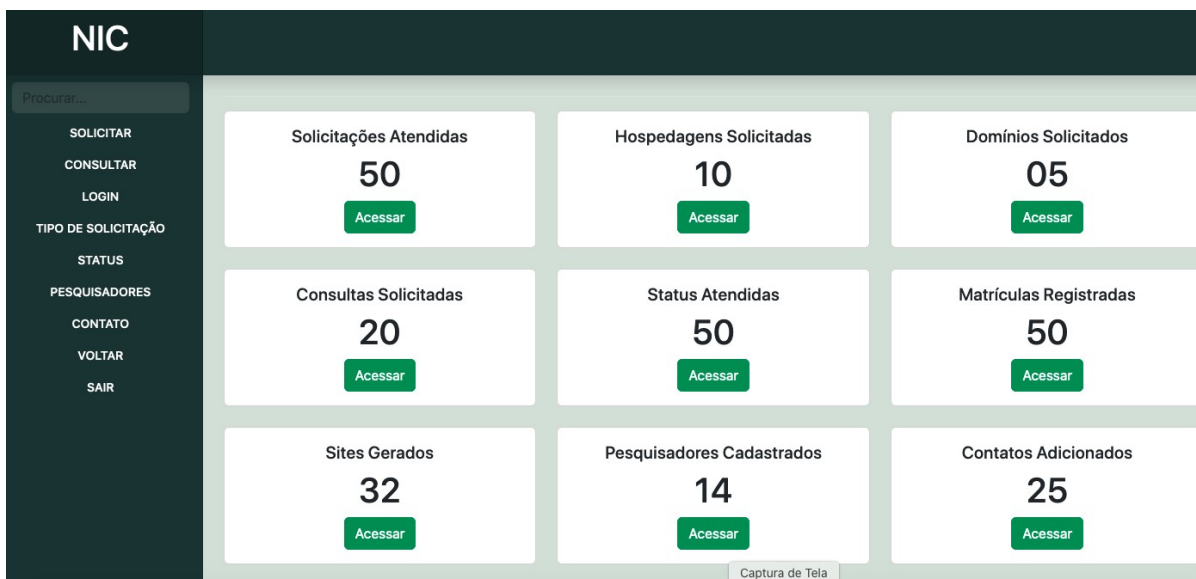 NIC
Procurar...
SOLICITAR
CONSULTAR
LOGIN
TIPO DE SOLICITAÇÃO
STATUS
PESQUISADORES
CONTATO
VOLTAR
SAIR
Solicitações Atendidas
50
Acessar
Hospedagens Solicitadas
10
Acessar
Domínios Solicitados
05
Acessar
Consultas Solicitadas
20
Acessar
Status Atendidas
50
Acessar
Matrículas Registradas
50
Acessar
Sites Gerados
32
Acessar
Pesquisadores Cadastrados
14
Acessar
Contatos Adicionados
25
Acessar
Captura de Tela